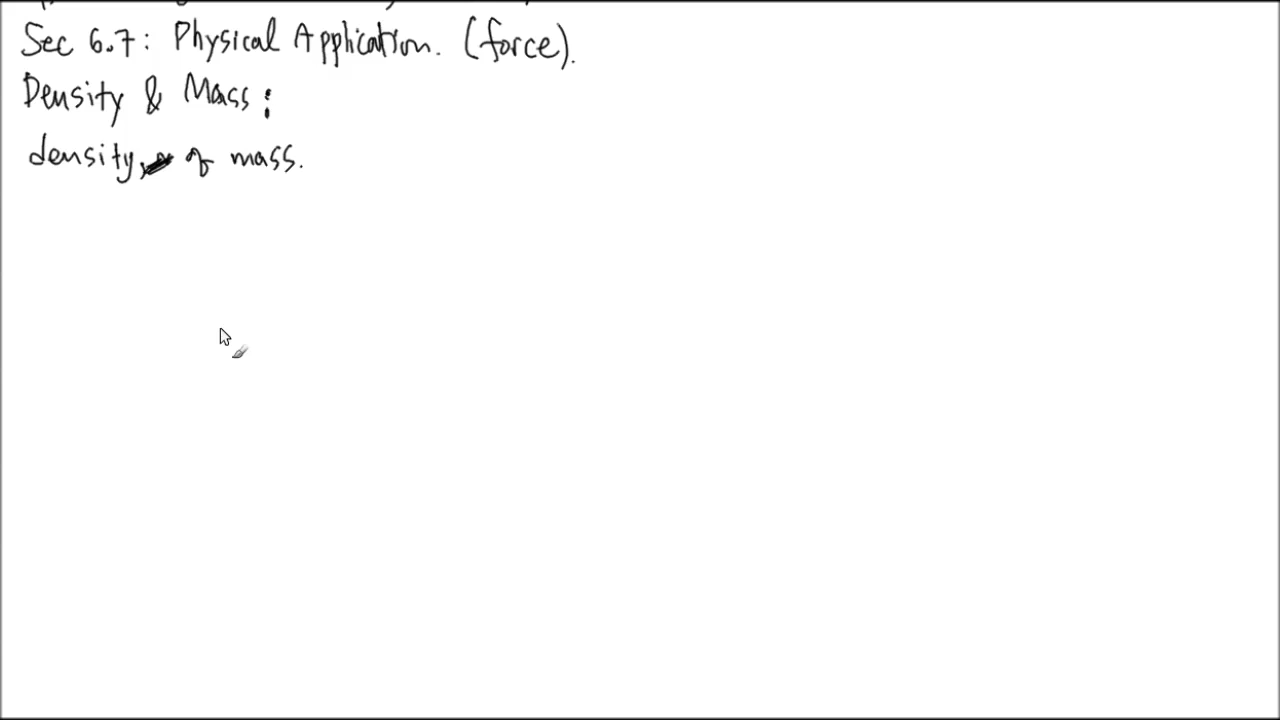 Sec 6.7: Physical Application. (force).
Density & Mass:
density, of mass.